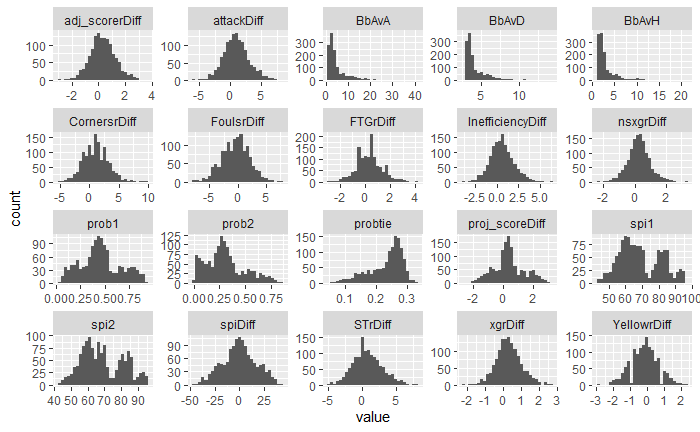 adj_scorerDiff attackDiff BbAvA BbAvD BbAvH
100 50 0 100 50 0 300 200 100 0 300 200 100 0 300 200 100 0
-2 0 2 4 -5 0 5 0 10 20 30 40 5 10 0 5 10 15 20
CornersrDiff FoulsrDiff FTGrDiff InefficiencyDiff nsxgrDiff
150 100 50 0 100 50 0 200 150 100 50 0 150 100 50 0 150 100 50 0
-5 0 5 10 -5 0 5 -2 0 2 4 -2.5 0.0 2.5 5.0 -2 0 2
prob1 prob2 probtie proj_scoreDiff spi1
90 60 30 0 125 100 75 50 25 0 150 100 50 0 150 100 50 0 75 50 25 0
0.00 0.25 0.50 0.75 0.00 0.25 0.50 0.75 0.1 0.2 0.3 -2 0 2 50 60 70 80 90
spi2 spiDiff STrDiff xgrDiff YellowrDiff
100 75 50 25 0 90 60 30 0 150 100 50 0 150 100 50 0 150 100 50 0
40 50 60 70 80 90 -50 -25 0 25 -5 0 5 -2 -1 0 1 2 3 -3 -2 -1 0 1 2
count
value